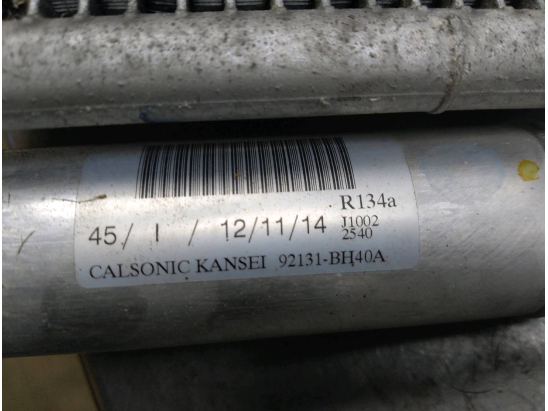 R134a
45/ I / 12/11/14 J1002
2540
CALSONIC KANSEI 92131-BH40A